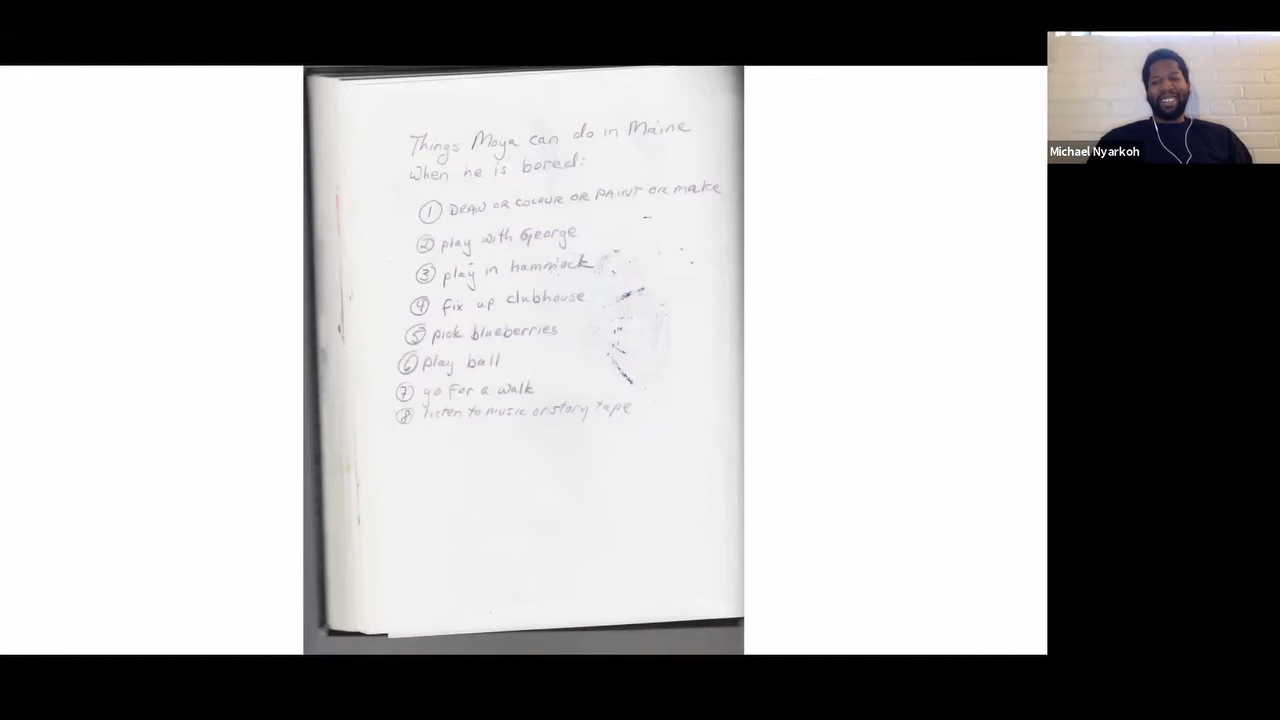 Things Moya can do in Maine
When he is bored:
① DRAW OR COLOUR OR PAINT OR make
② play with George
③ play in hammock
④ fix up clubhouse
⑤ pick blueberries
⑥ play ball
⑦ go for a walk
⑧ listen to music or story tape
Michael Nyarkoh